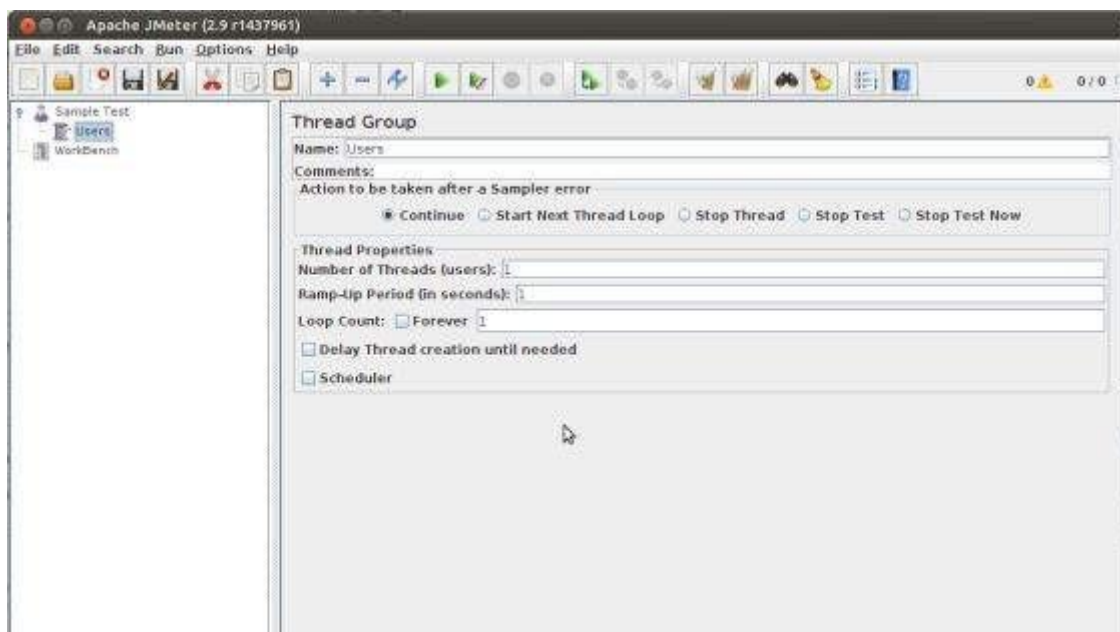 Apache JMeter (2.9 r1437961)
File Edit Search Run Options Help
0 0 / 0
Sample Test
Users
WorkBench
Thread Group
Name: Users
Comments:
Action to be taken after a Sampler error
Continue Start Next Thread Loop Stop Thread Stop Test Stop Test Now
Thread Properties
Number of Threads (users): 1
Ramp-Up Period (in seconds): 1
Loop Count: Forever 1
Delay Thread creation until needed
Scheduler